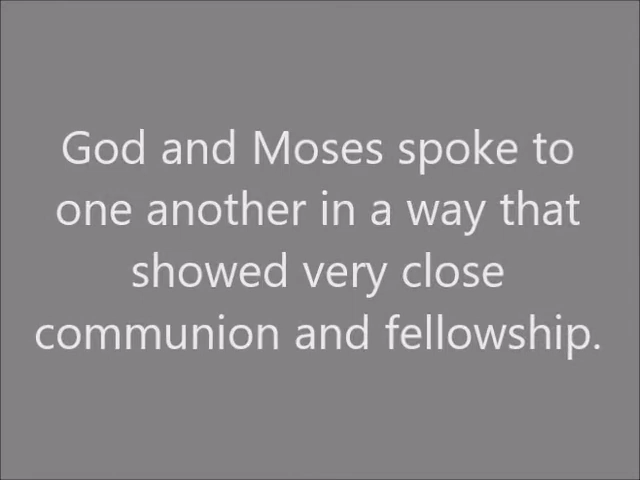 God and Moses spoke to
one another in a way that
showed very close
communion and fellowship.